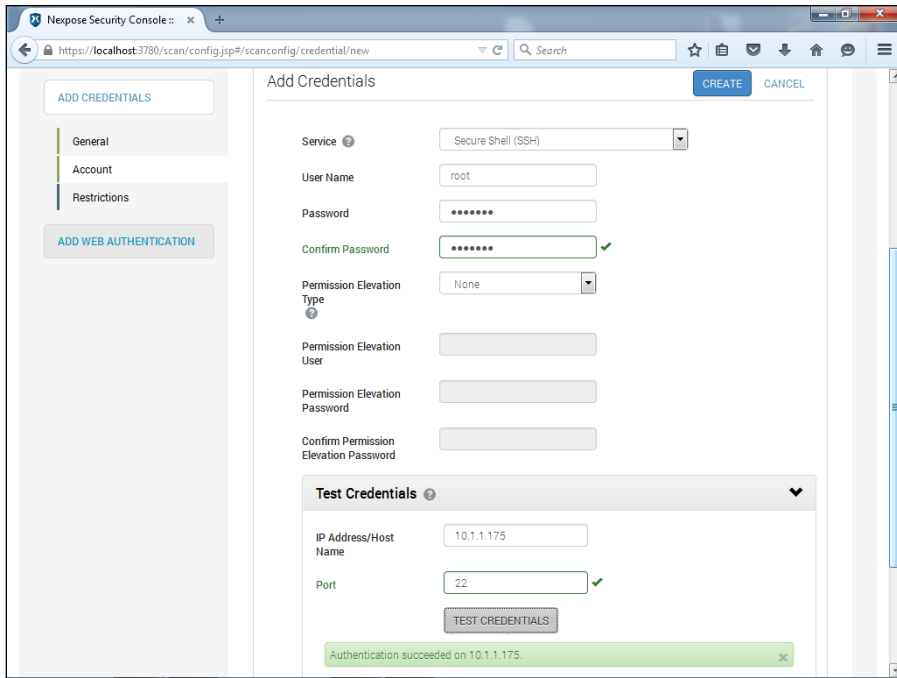 Nexpose Security Console ::
https://localhost:3780/scan/config.jsp#/scanconfig/credential/new
Search
ADD CREDENTIALS
General
Account
Restrictions
ADD WEB AUTHENTICATION
Add Credentials
CREATE
CANCEL
Service
Secure Shell (SSH)
User Name
root
Password
•••••••
Confirm Password
•••••••
Permission Elevation
Type
None
Permission Elevation
User
Permission Elevation
Password
Confirm Permission
Elevation Password
Test Credentials
IP Address/Host
Name
10.1.1.175
Port
22
TEST CREDENTIALS
Authentication succeeded on 10.1.1.175.